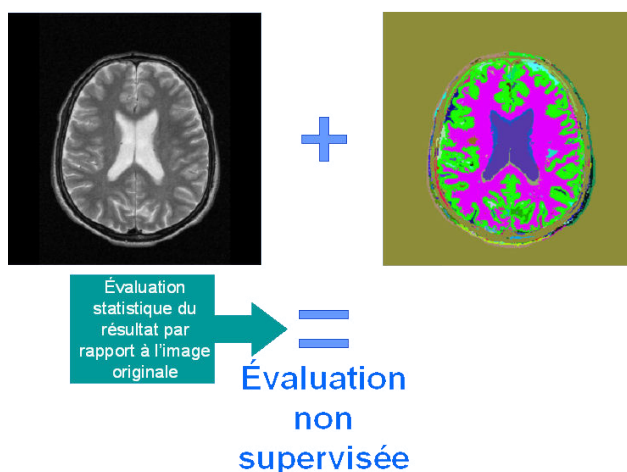 Évaluation
statistique du
résultat par
rapport à l'image
originale
Évaluation
non
supervisée